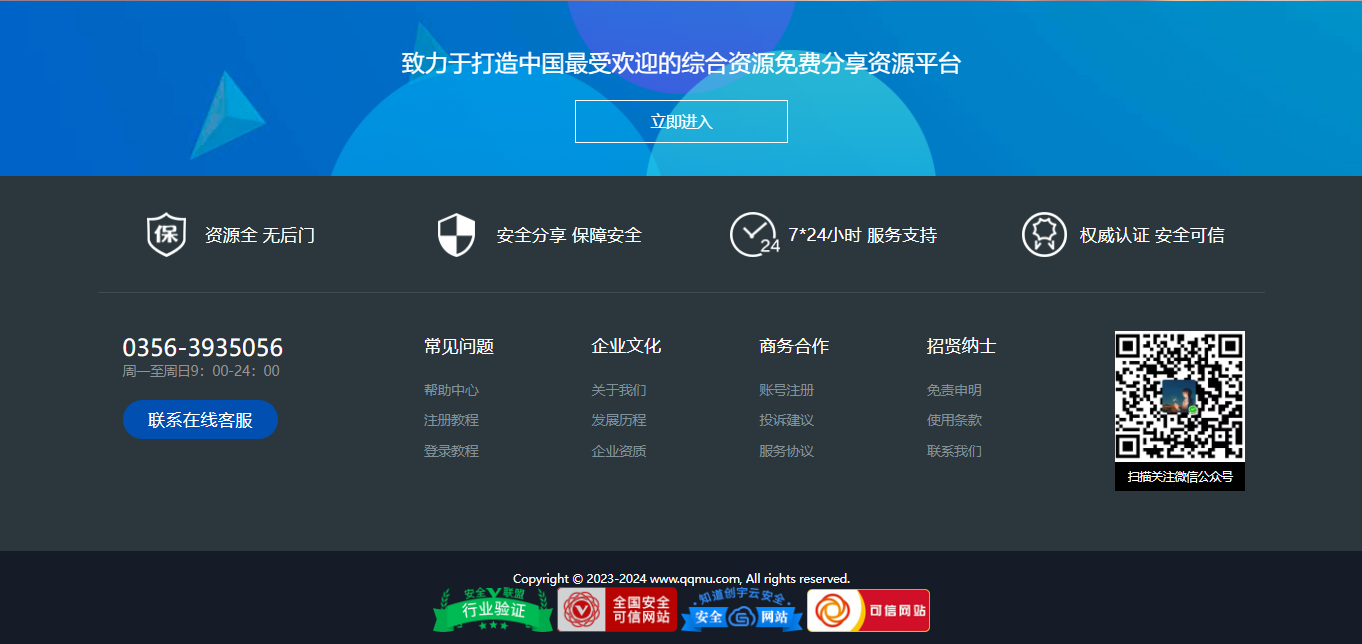 致力于打造中国最受欢迎的综合资源免费分享资源平台
立即进入
保
资源全 无后门
安全分享 保障安全
24
7*24小时 服务支持
权威认证 安全可信
0356-3935056
周一至周日9：00-24：00
联系在线客服
常见问题
帮助中心
注册教程
登录教程
企业文化
关于我们
发展历程
企业资质
商务合作
账号注册
投诉建议
服务协议
招贤纳士
免责申明
使用条款
联系我们
扫描关注微信公众号
Copyright © 2023-2024 www.qqmu.com, All rights reserved.
安全V联盟
行业验证
全国安全
可信网站
知道创宇云安全
安全
网站
可信网站